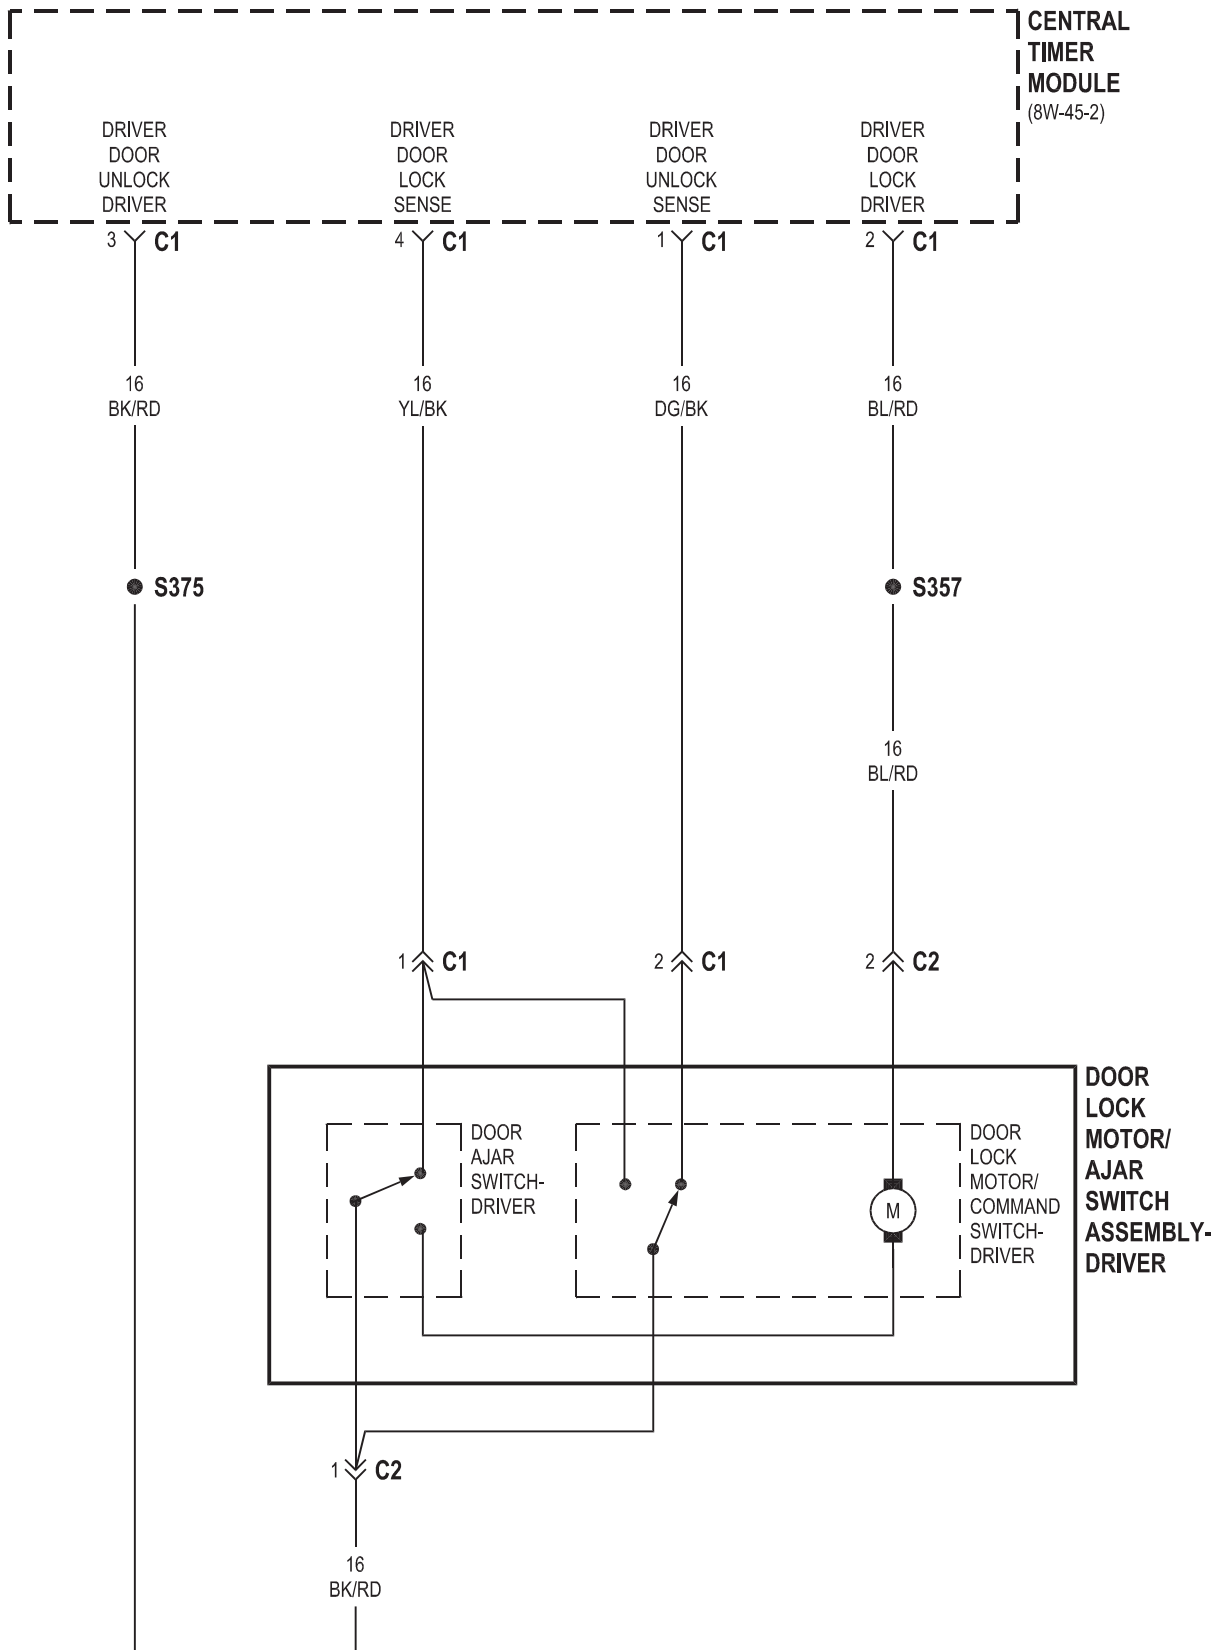 CENTRAL
TIMER
MODULE
(8W-45-2)
DRIVER
DOOR
UNLOCK
DRIVER
DRIVER
DOOR
LOCK
SENSE
DRIVER
DOOR
UNLOCK
SENSE
DRIVER
DOOR
LOCK
DRIVER
3 C1
4 C1
1 C1
2 C1
16
BK/RD
16
YL/BK
16
DG/BK
16
BL/RD
S375
S357
16
BL/RD
1 C1
2 C1
2 C2
DOOR
LOCK
MOTOR/
AJAR
SWITCH
ASSEMBLY-
DRIVER
DOOR
AJAR
SWITCH-
DRIVER
DOOR
LOCK
MOTOR/
COMMAND
SWITCH-
DRIVER
M
1 C2
16
BK/RD